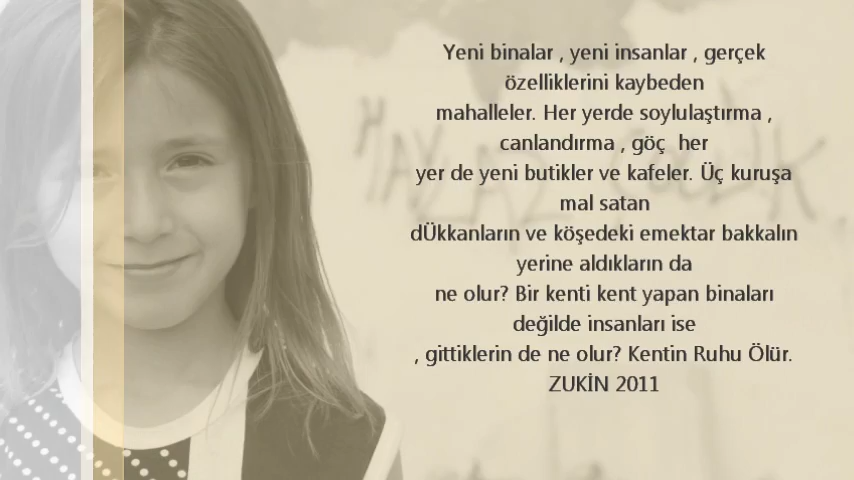 Yeni binalar , yeni insanlar , gerçek
özelliklerini kaybeden
mahalleler. Her yerde soylulaştırma ,
canlandırma , göç  her
yer de yeni butikler ve kafeler. Üç kuruşa
mal satan
dÜkkanların ve köşedeki emektar bakkalın
yerine aldıkların da
ne olur? Bir kenti kent yapan binaları
değilde insanları ise
, gittiklerin de ne olur? Kentin Ruhu Ölür.
ZUKİN 2011